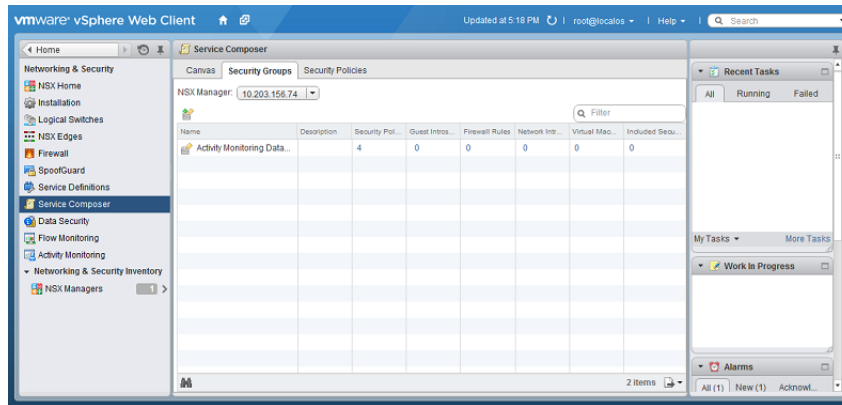 vmware® vSphere Web Client
Updated at 5:18 PM
root@localos
Help
Search
Home
Networking & Security
NSX Home
Installation
Logical Switches
NSX Edges
Firewall
SpoofGuard
Service Definitions
Service Composer
Data Security
Flow Monitoring
Activity Monitoring
Networking & Security Inventory
NSX Managers 1
Service Composer
Canvas Security Groups Security Policies
NSX Manager: 10.203.156.74
Filter
Name Description Security Pol... Guest Intros... Firewall Rules Network Intr... Virtual Mac... Included Secu...
Activity Monitoring Data... 4 0 0 0 0 0
2 items
Recent Tasks
All Running Failed
My Tasks More Tasks
Work In Progress
Alarms
All (1) New (1) Acknowl...